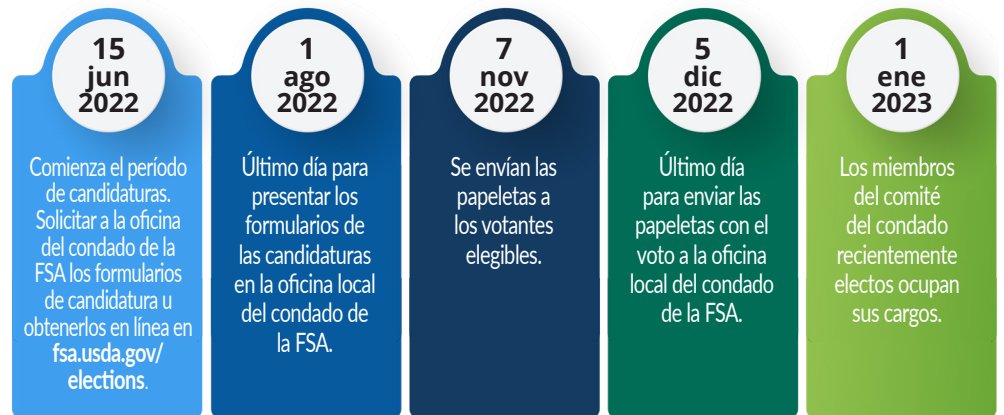 15
jun
2022
Comienza el período
de candidaturas.
Solicitar a la oficina
del condado de la
FSA los formularios
de candidatura u
obtenerlos en línea en
fsa.usda.gov/
elections.
1
ago
2022
Último día para
presentar los
formularios de
las candidaturas
en la oficina local
del condado de
la FSA.
7
nov
2022
Se envían las
papeletas a
los votantes
elegibles.
5
dic
2022
Último día
para enviar las
papeletas con el
voto a la oficina
local del condado
de la FSA.
1
ene
2023
Los miembros
del comité
del condado
recientemente
electos ocupan
sus cargos.